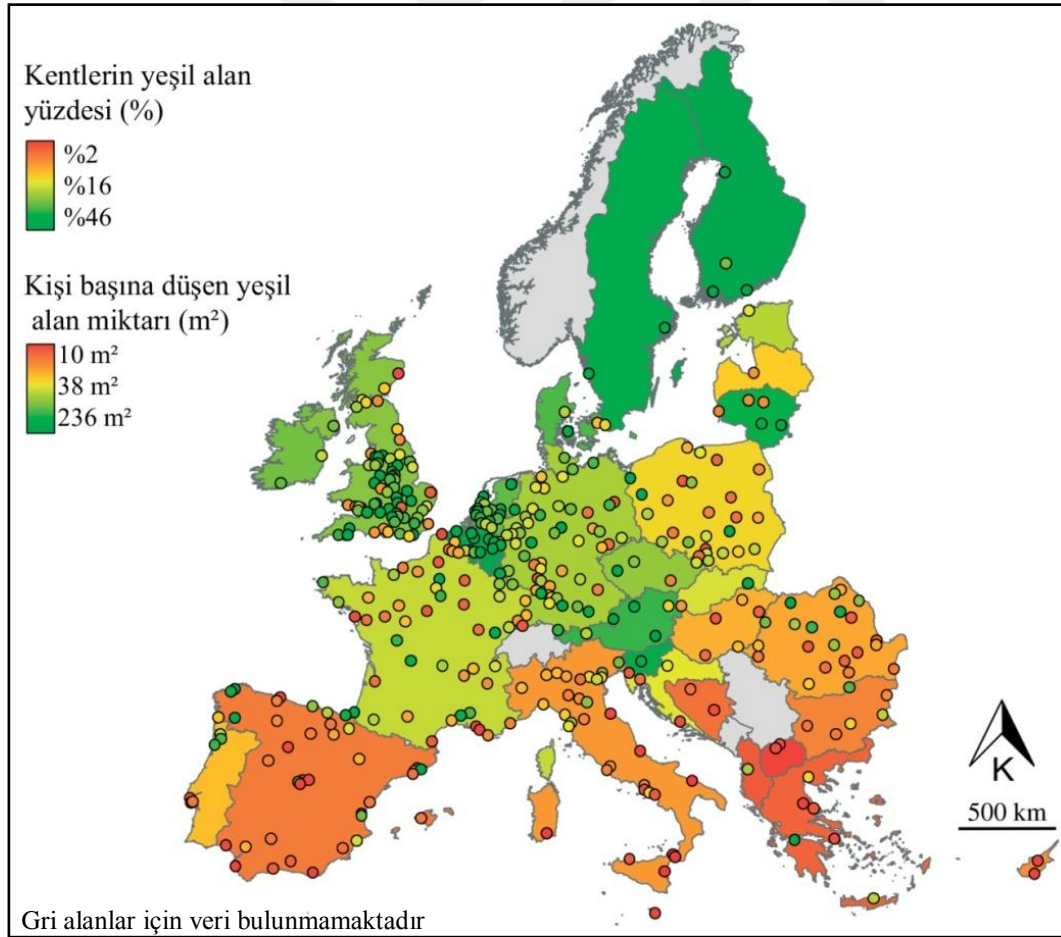 Kentlerin yeşil alan
yüzdesi (%)
%2
%16
%46
Kişi başına düşen yeşil
alan miktarı (m²)
10 m²
38 m²
236 m²
K
500 km
Gri alanlar için veri bulunmamaktadır